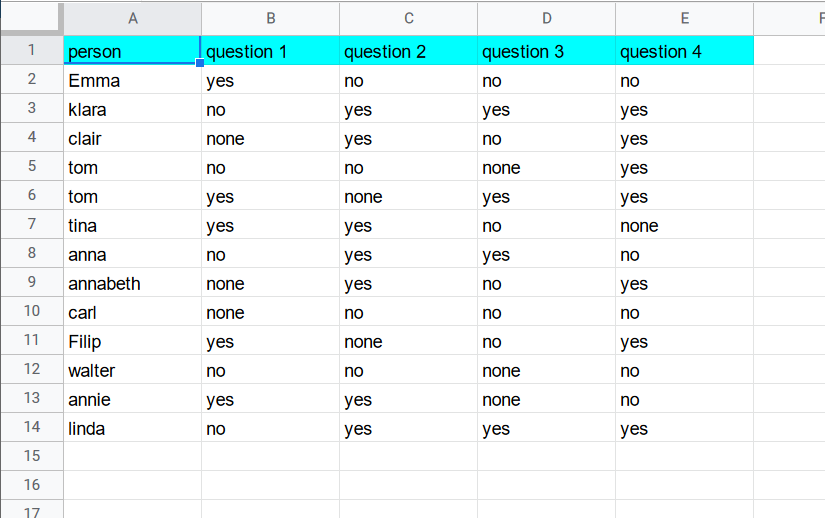 A B C D E F
1 person question 1 question 2 question 3 question 4
2 Emma yes no no no
3 klara no yes yes yes
4 clair none yes no yes
5 tom no no none yes
6 tom yes none yes yes
7 tina yes yes no none
8 anna no yes yes no
9 annabeth none yes no yes
10 carl none no no no
11 Filip yes none no yes
12 walter no no none no
13 annie yes yes none no
14 linda no yes yes yes
15
16
17